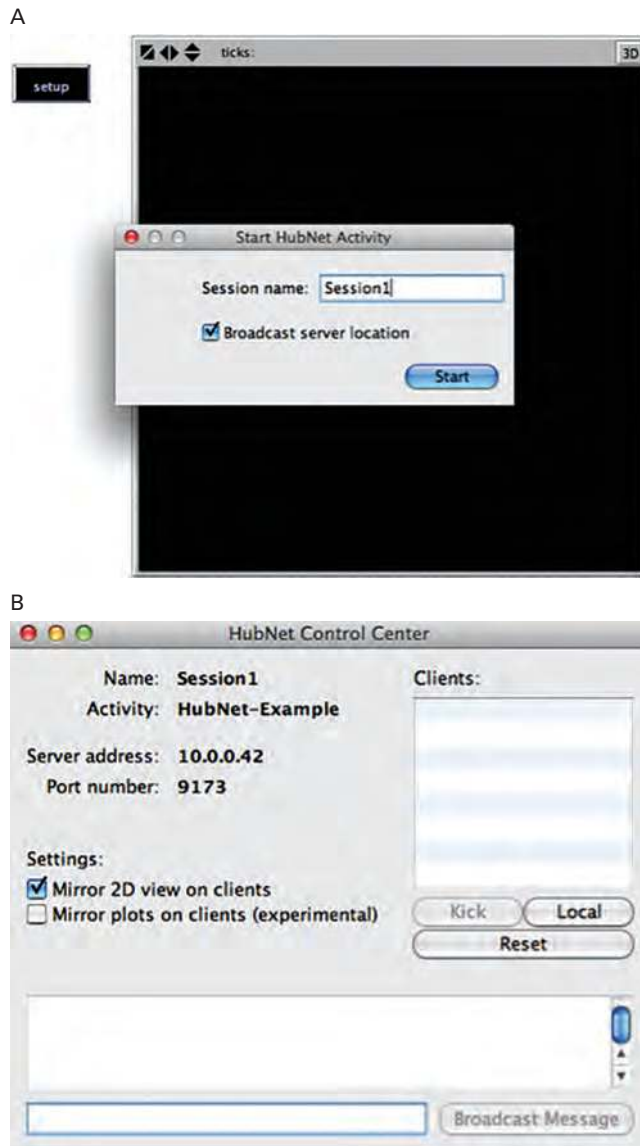 A
ticks:
3D
setup
Start HubNet Activity
Session name: Session1
Broadcast server location
Start
B
HubNet Control Center
Name: Session1
Clients:
Activity: HubNet-Example
Server address: 10.0.0.42
Port number: 9173
Settings:
Mirror 2D view on clients
Mirror plots on clients (experimental)
Kick
Local
Reset
Broadcast Message